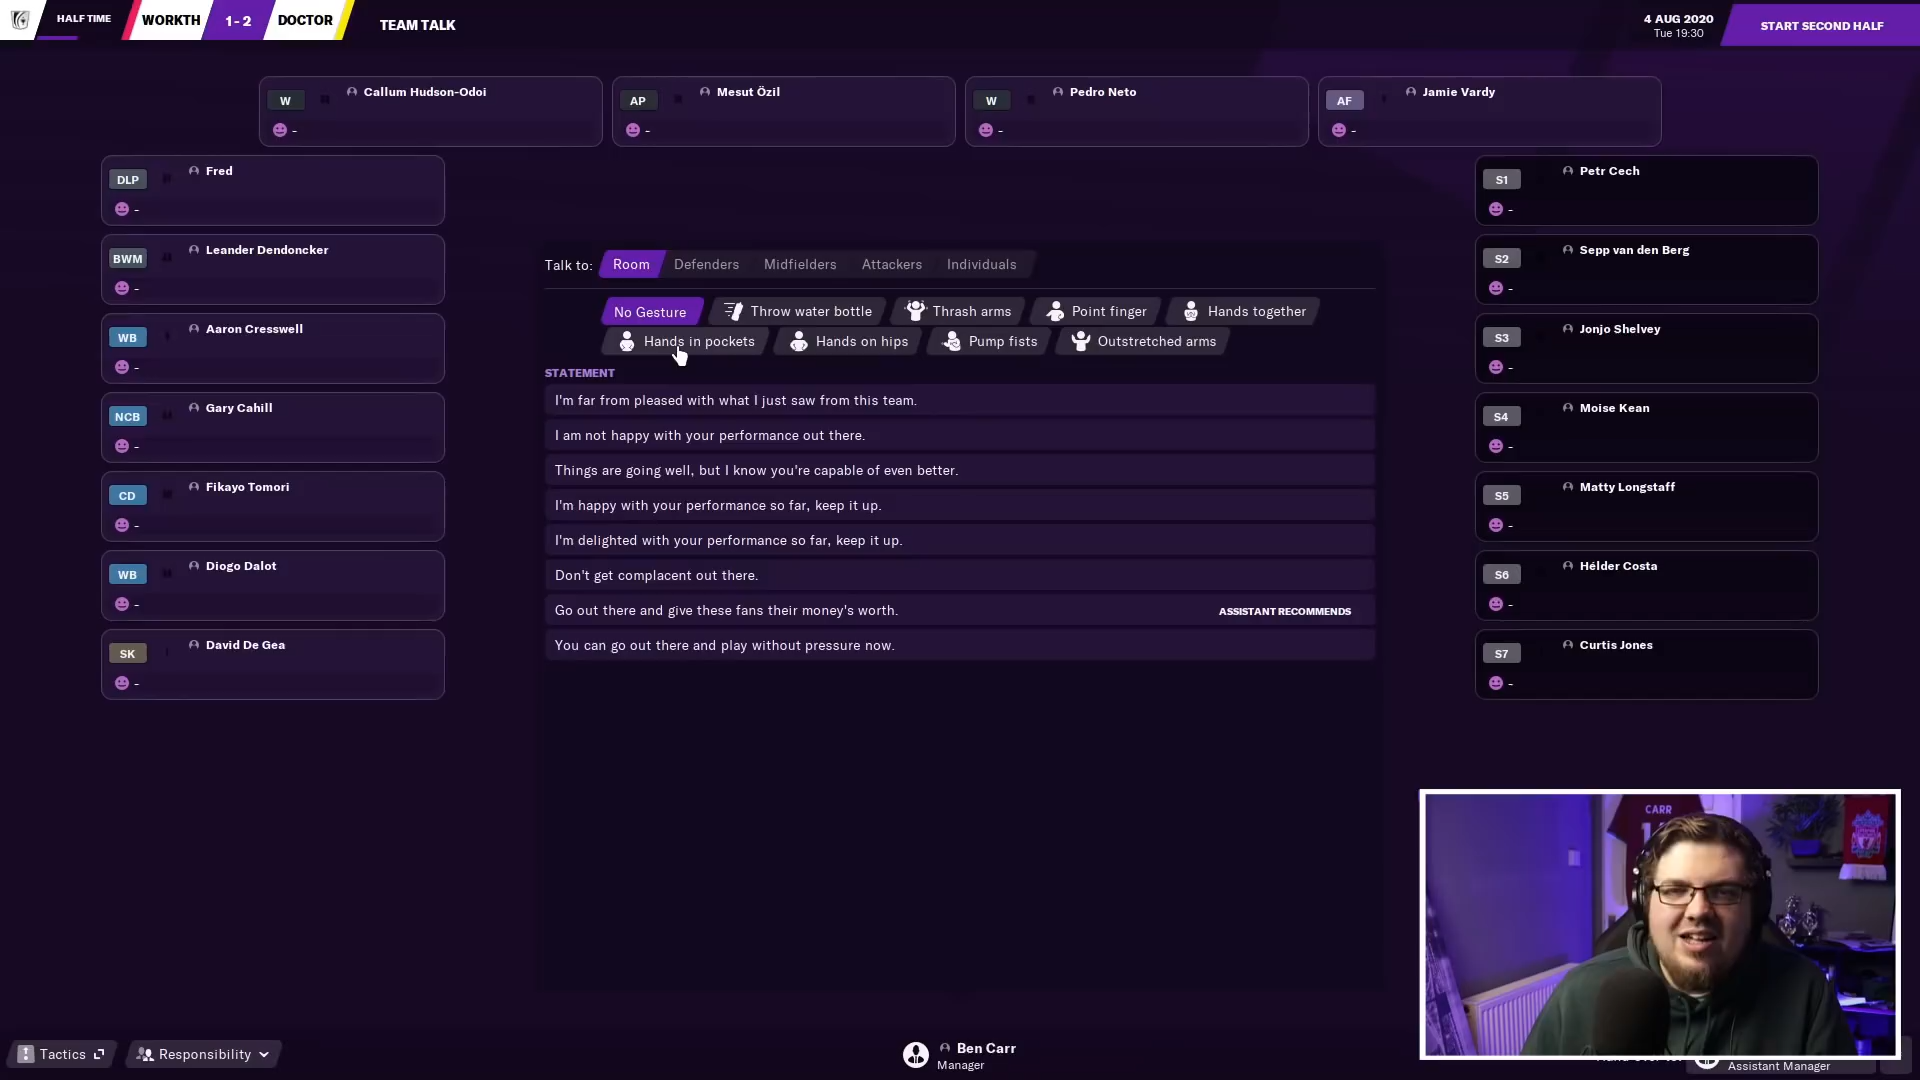 HALF TIME
WORKTH
1 - 2
DOCTOR
TEAM TALK
4 AUG 2020
Tue 19:30
START SECOND HALF
W
Callum Hudson-Odoi
-
AP
Mesut Özil
-
W
Pedro Neto
-
AF
Jamie Vardy
-
DLP
Fred
-
BWM
Leander Dendoncker
-
WB
Aaron Cresswell
-
NCB
Gary Cahill
-
CD
Fikayo Tomori
-
WB
Diogo Dalot
-
SK
David De Gea
-
Talk to: Room Defenders Midfielders Attackers Individuals
No Gesture Throw water bottle Thrash arms Point finger Hands together
Hands in pockets Hands on hips Pump fists Outstretched arms
STATEMENT
I'm far from pleased with what I just saw from this team.
I am not happy with your performance out there.
Things are going well, but I know you're capable of even better.
I'm happy with your performance so far, keep it up.
I'm delighted with your performance so far, keep it up.
Don't get complacent out there.
Go out there and give these fans their money's worth. ASSISTANT RECOMMENDS
You can go out there and play without pressure now.
S1
Petr Cech
-
S2
Sepp van den Berg
-
S3
Jonjo Shelvey
-
S4
Moise Kean
-
S5
Matty Longstaff
-
S6
Hélder Costa
-
S7
Curtis Jones
-
CARR
Tactics
Responsibility
Ben Carr
Manager
Assistant Manager